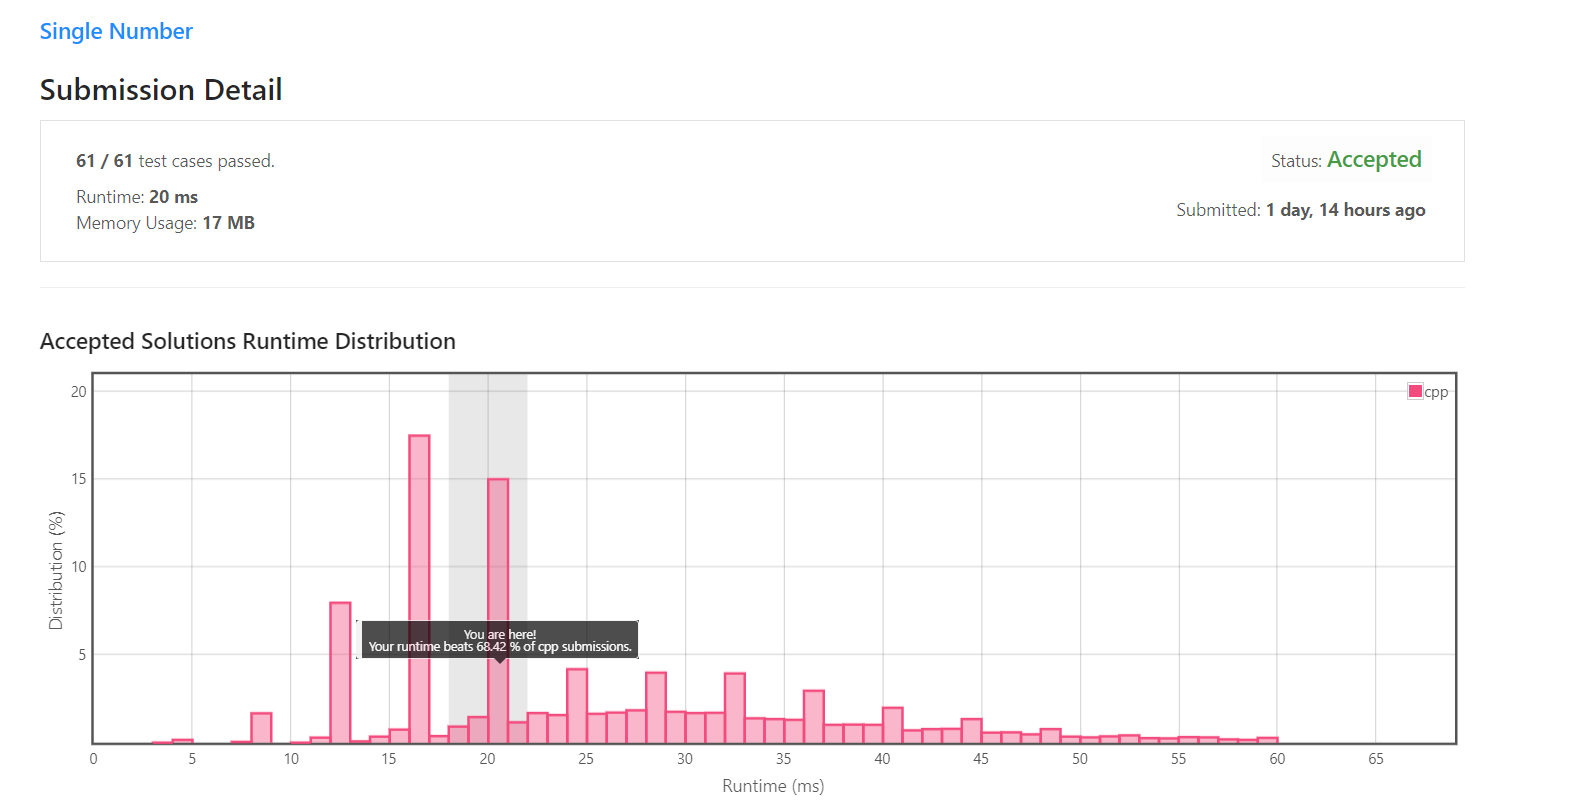 Single Number
Submission Detail
61 / 61 test cases passed.
Status: Accepted
Runtime: 20 ms
Memory Usage: 17 MB
Submitted: 1 day, 14 hours ago
Accepted Solutions Runtime Distribution
cpp
Distribution (%)
20
15
10
5
You are here!
Your runtime beats 68.42 % of cpp submissions.
0 5 10 15 20 25 30 35 40 45 50 55 60 65
Runtime (ms)